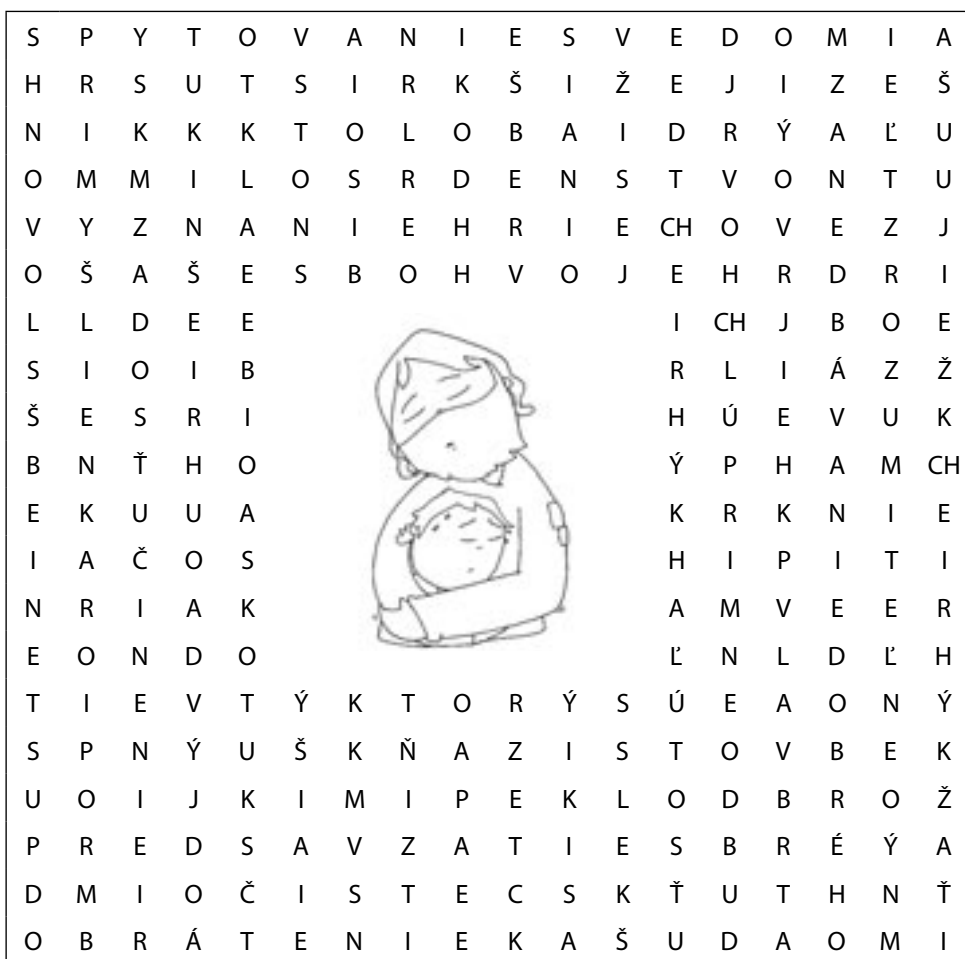 S P Y T O V A N I E S V E D O M I A
H R S U T S I R K Š I Ž E J I Z E Š
N I K K K T O L O B A I D R Ý A Ľ U
O M M I L O S R D E N S T V O N T U
V Y Z N A N I E H R I E CH O V E Z J
O Š A Š E S B O H V O J E H R D R I
L L D E E I CH J B O E
S I O I B R L I Á Z Ž
Š E S R I H Ú E V U K
B N Ť H O Ý P H A M CH
E K U U A K R K N I E
I A Č O S H I P I T I
N R I A K A M V E E R
E O N D O Ľ N L D Ľ H
T I E V T Ý K T O R Ý S Ú E A O N Ý
S P N Ý U Š K Ň A Z I S T O V B E K
U O I J K I M I P E K L O D B R O Ž
P R E D S A V Z A T I E S B R É Ý A
D M I O Č I S T E C S K Ť U T H N Ť
O B R Á T E N I E K A Š U D A O M I